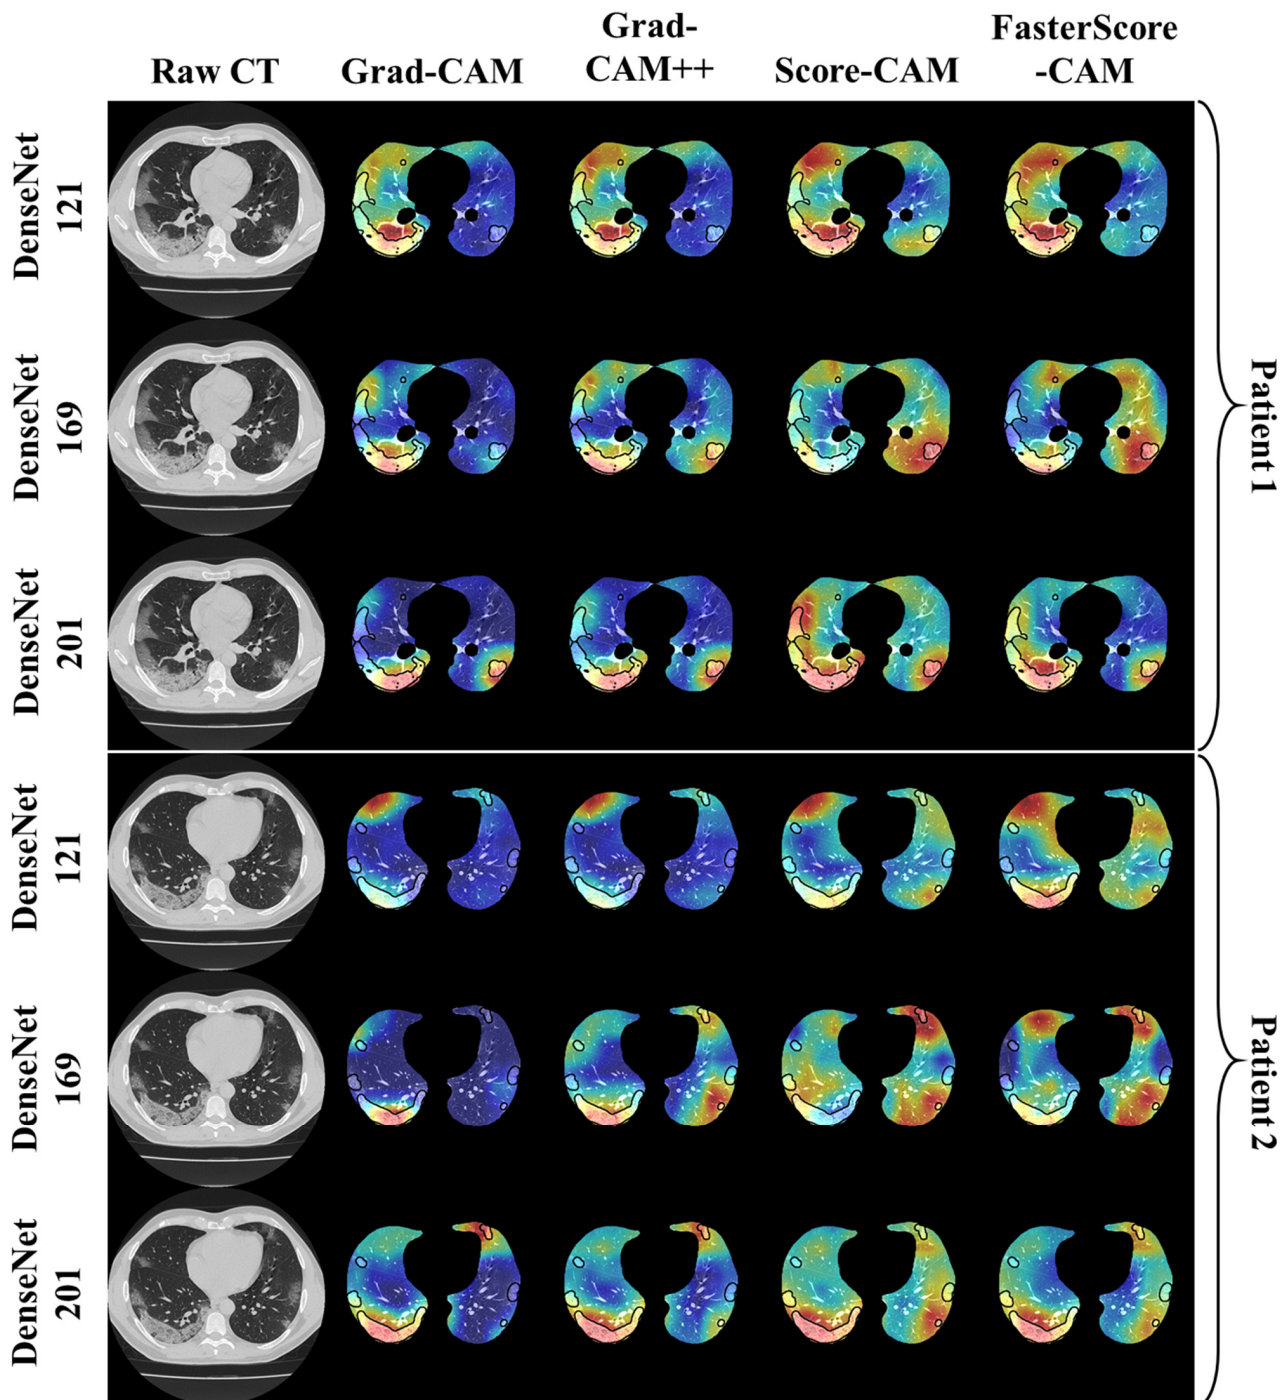 Raw CT
Grad-CAM
Grad-
CAM++
Score-CAM
FasterScore
-CAM
DenseNet
121
DenseNet
169
DenseNet
201
Patient 1
DenseNet
121
DenseNet
169
DenseNet
201
Patient 2